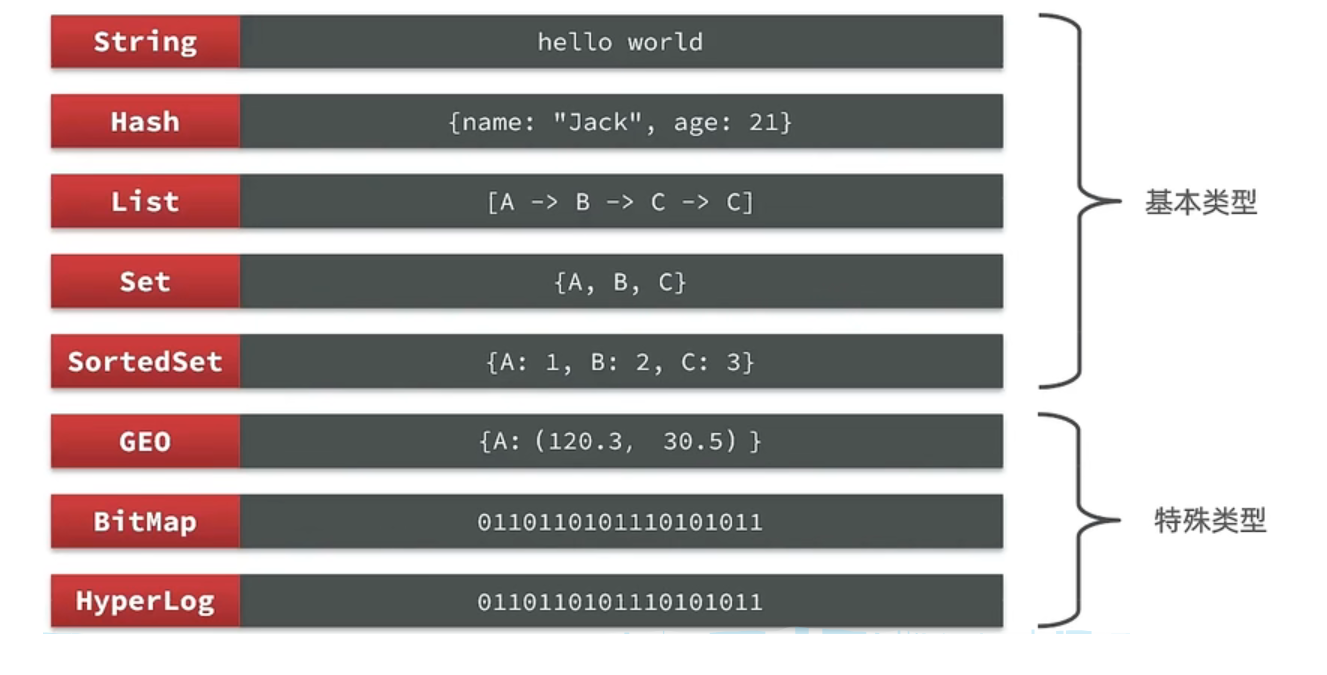 String hello world
Hash {name: "Jack", age: 21}
List [A -> B -> C -> C]
基本类型
Set {A, B, C}
SortedSet {A: 1, B: 2, C: 3}
GEO {A: (120.3, 30.5) }
BitMap 0110110101110101011
特殊类型
HyperLog 0110110101110101011